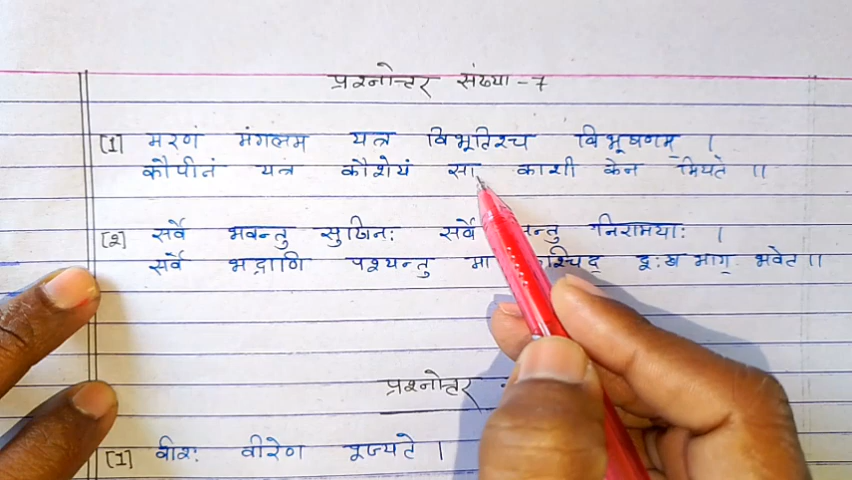 प्रश्नोत्तर संख्या - 7
[1] मरणं मंगलम यत्र विभूतिश्च विभूषणम् ।
कौपीनं यत्र कौशेयं सा काशी केन मियते ॥
[2] सर्वे भवन्तु सुखिनः सर्वे न्तु निरामयाः ।
सर्वे भद्राणि पश्यन्तु मा श्चिद् दुःख भाग् भवेत ॥
प्रश्नोत्तर
[1] वीरः वीरेण पूज्यते ।